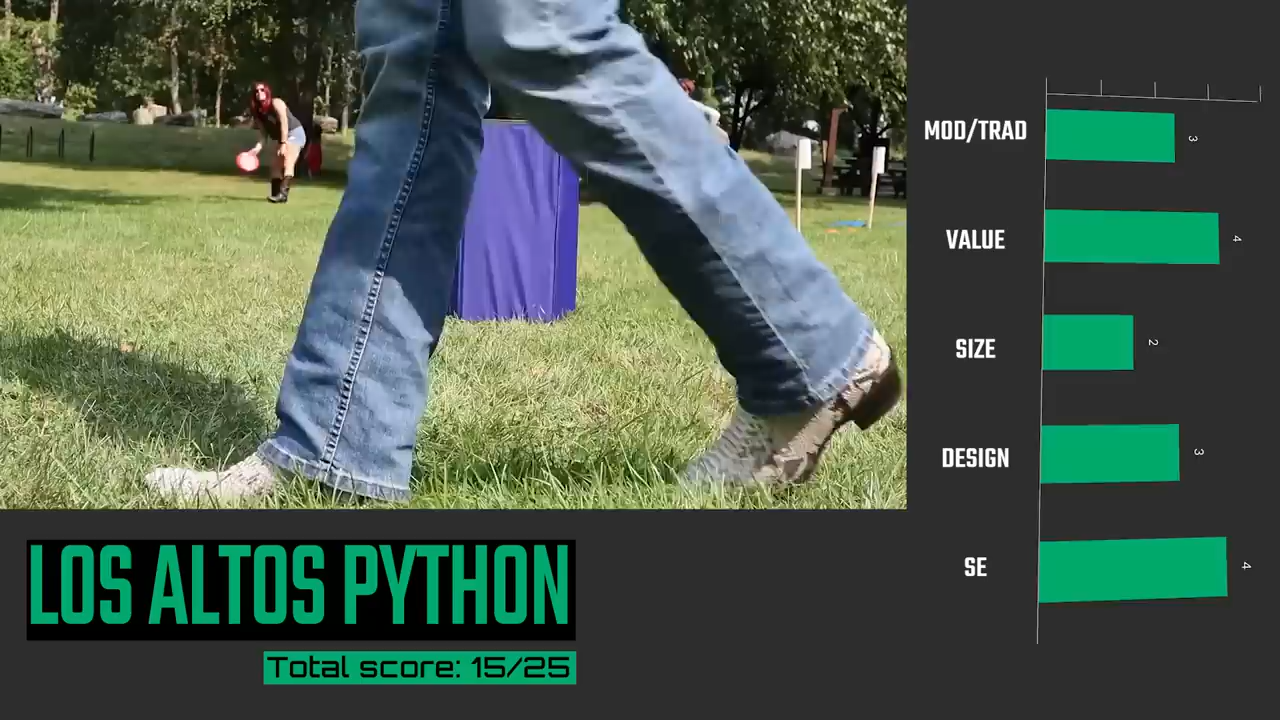 MOD/TRAD
3
VALUE
4
SIZE
2
DESIGN
3
SE
4
LOS ALTOS PYTHON
Total score: 15/25